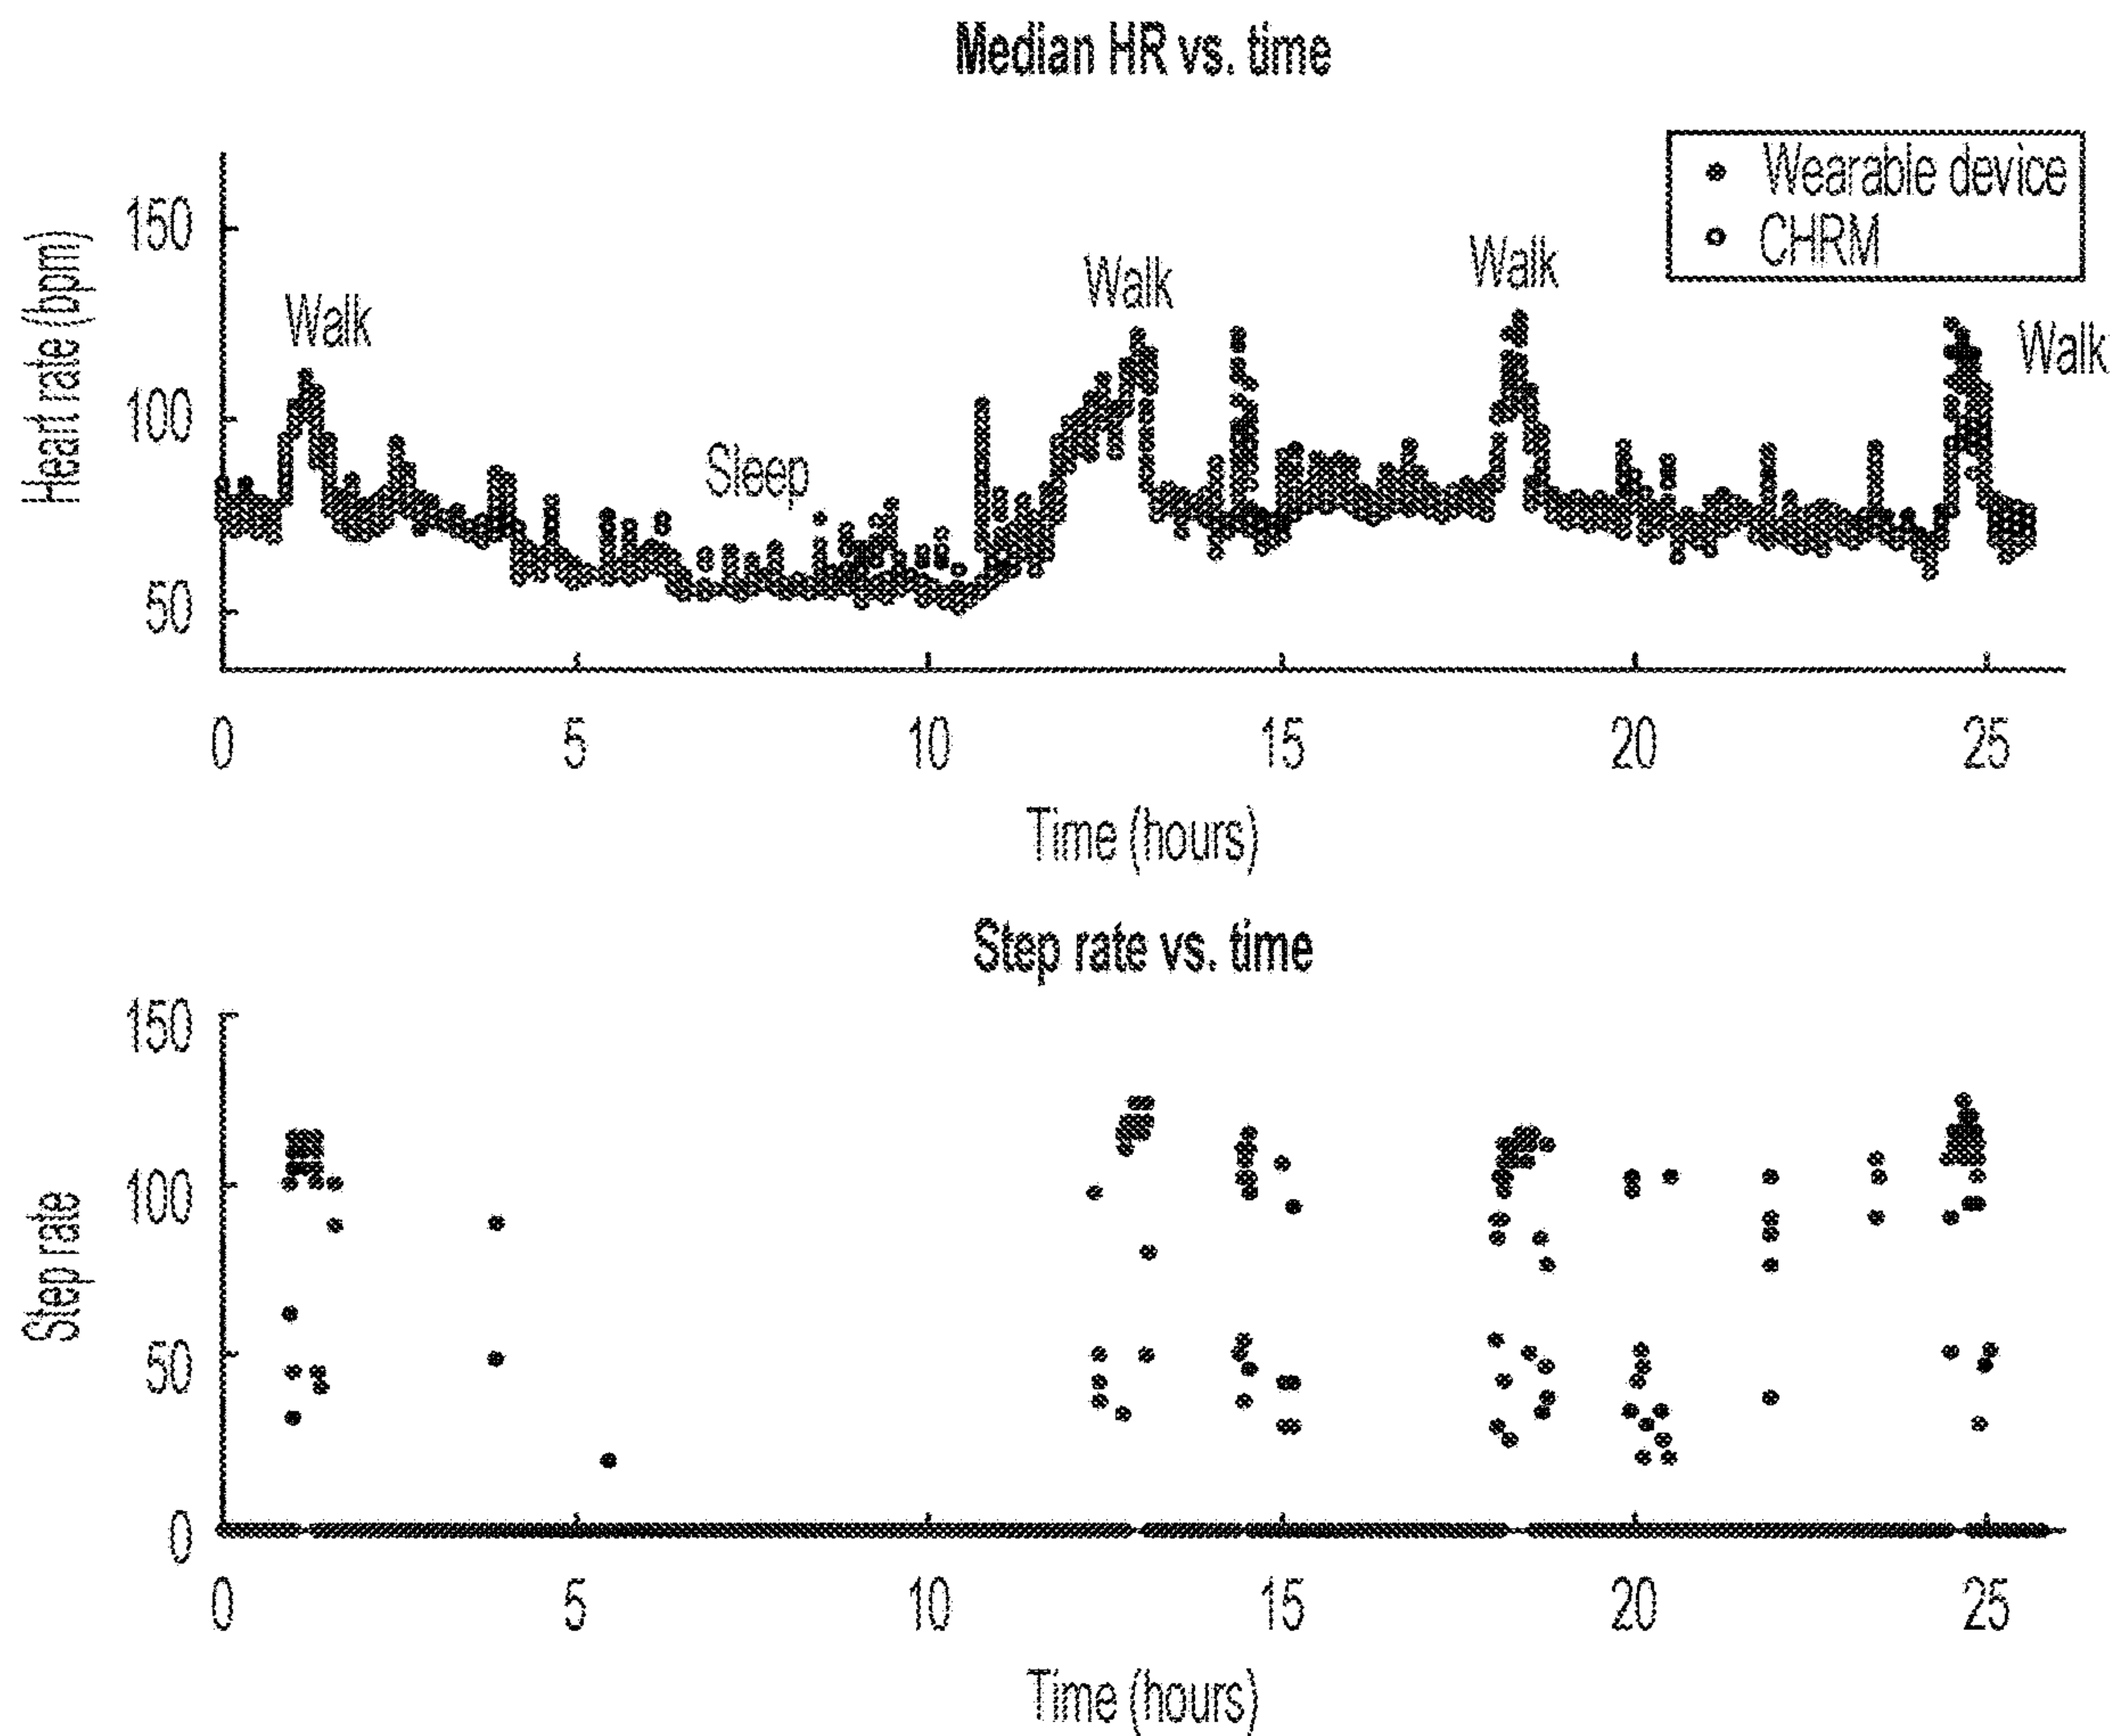 Median HR vs. time
Wearable device
CHRM
Heart rate (bpm)
150
100
50
Walk
Sleep
Walk
Walk
Walk
0 5 10 15 20 25
Time (hours)
Step rate vs. time
Step rate
150
100
50
0
0 5 10 15 20 25
Time (hours)